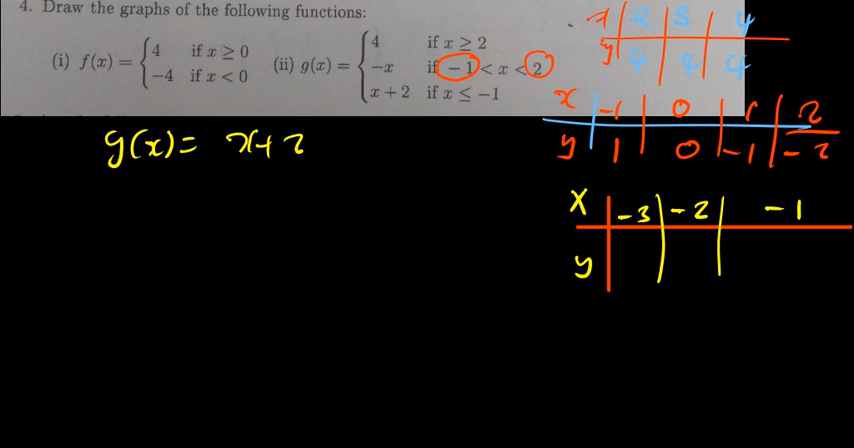 4. Draw the graphs of the following functions:
(i) f(x) = { 4 if x ≥ 0
−4 if x < 0
(ii) g(x) = { 4 if x ≥ 2
−x if −1 < x < 2
x + 2 if x ≤ −1
x | 2 | 3 | 4
y | 4 | 4 | 4
x | -1 | 0 | 1 | 2
y | 1 | 0 | -1 | -2
g(x) = x+2
x | -3 | -2 | -1
y